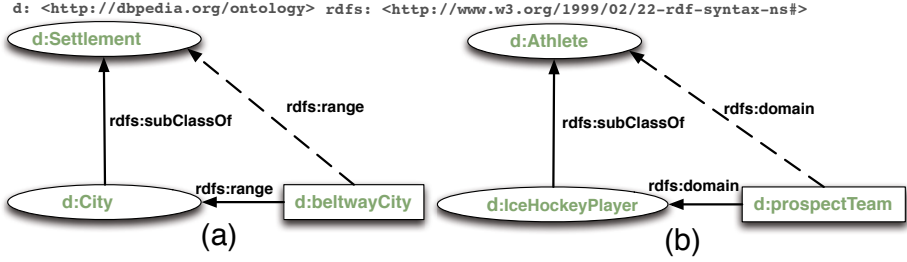 d: <http://dbpedia.org/ontology> rdfs: <http://www.w3.org/1999/02/22-rdf-syntax-ns#>
d:Settlement
rdfs:range
rdfs:subClassOf
rdfs:range
d:City
d:beltwayCity
(a)
d:Athlete
rdfs:domain
rdfs:subClassOf
rdfs:domain
d:IceHockeyPlayer
d:prospectTeam
(b)